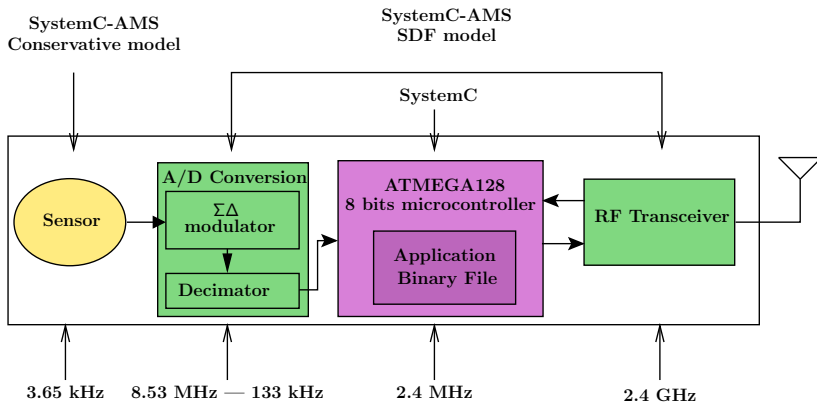 SystemC-AMS
Conservative model
SystemC-AMS
SDF model
SystemC
A/D Conversion
ΣΔ
modulator
Decimator
Sensor
ATMEGA128
8 bits microcontroller
Application
Binary File
RF Transceiver
3.65 kHz
8.53 MHz — 133 kHz
2.4 MHz
2.4 GHz